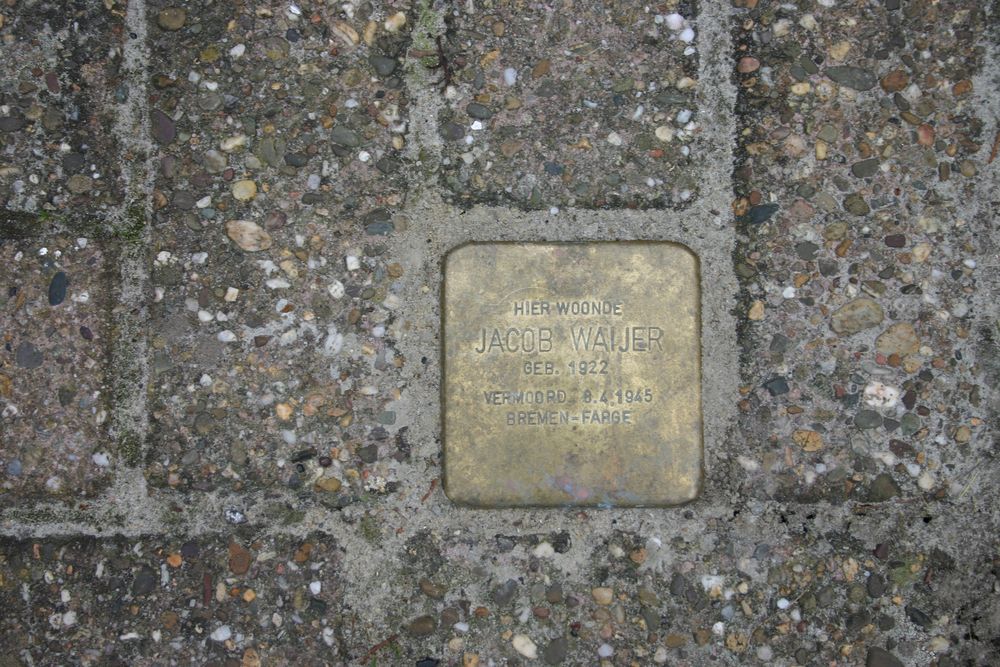 HIER WOONDE
JACOB WAIJER
GEB. 1922
VERMOORD 8.4.1945
BREMEN-FARGE